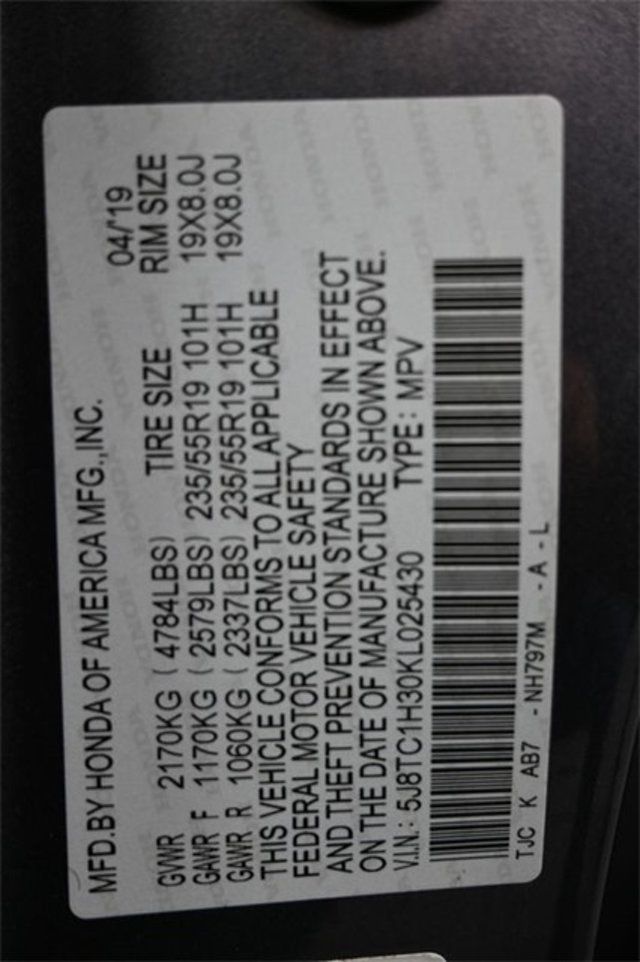 MFD.BY HONDA OF AMERICA MFG.,INC. 04/19
TIRE SIZE RIM SIZE
GVWR 2170KG ( 4784LBS)
GAWR F 1170KG ( 2579LBS) 235/55R19 101H 19X8.0J
GAWR R 1060KG ( 2337LBS) 235/55R19 101H 19X8.0J
THIS VEHICLE CONFORMS TO ALL APPLICABLE
FEDERAL MOTOR VEHICLE SAFETY
AND THEFT PREVENTION STANDARDS IN EFFECT
ON THE DATE OF MANUFACTURE SHOWN ABOVE.
V.I.N.: 5J8TC1H30KL025430 TYPE: MPV
TJC K AB7 - NH797M - A - L